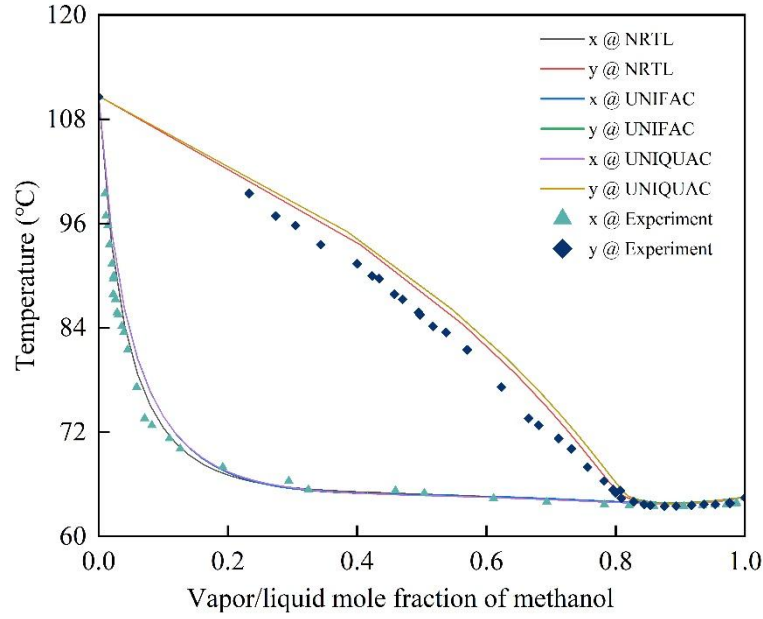 120
108
96
84
72
60
Temperature (°C)
x @ NRTL
y @ NRTL
x @ UNIFAC
y @ UNIFAC
x @ UNIQUAC
y @ UNIQUAC
x @ Experiment
y @ Experiment
0.0 0.2 0.4 0.6 0.8 1.0
Vapor/liquid mole fraction of methanol